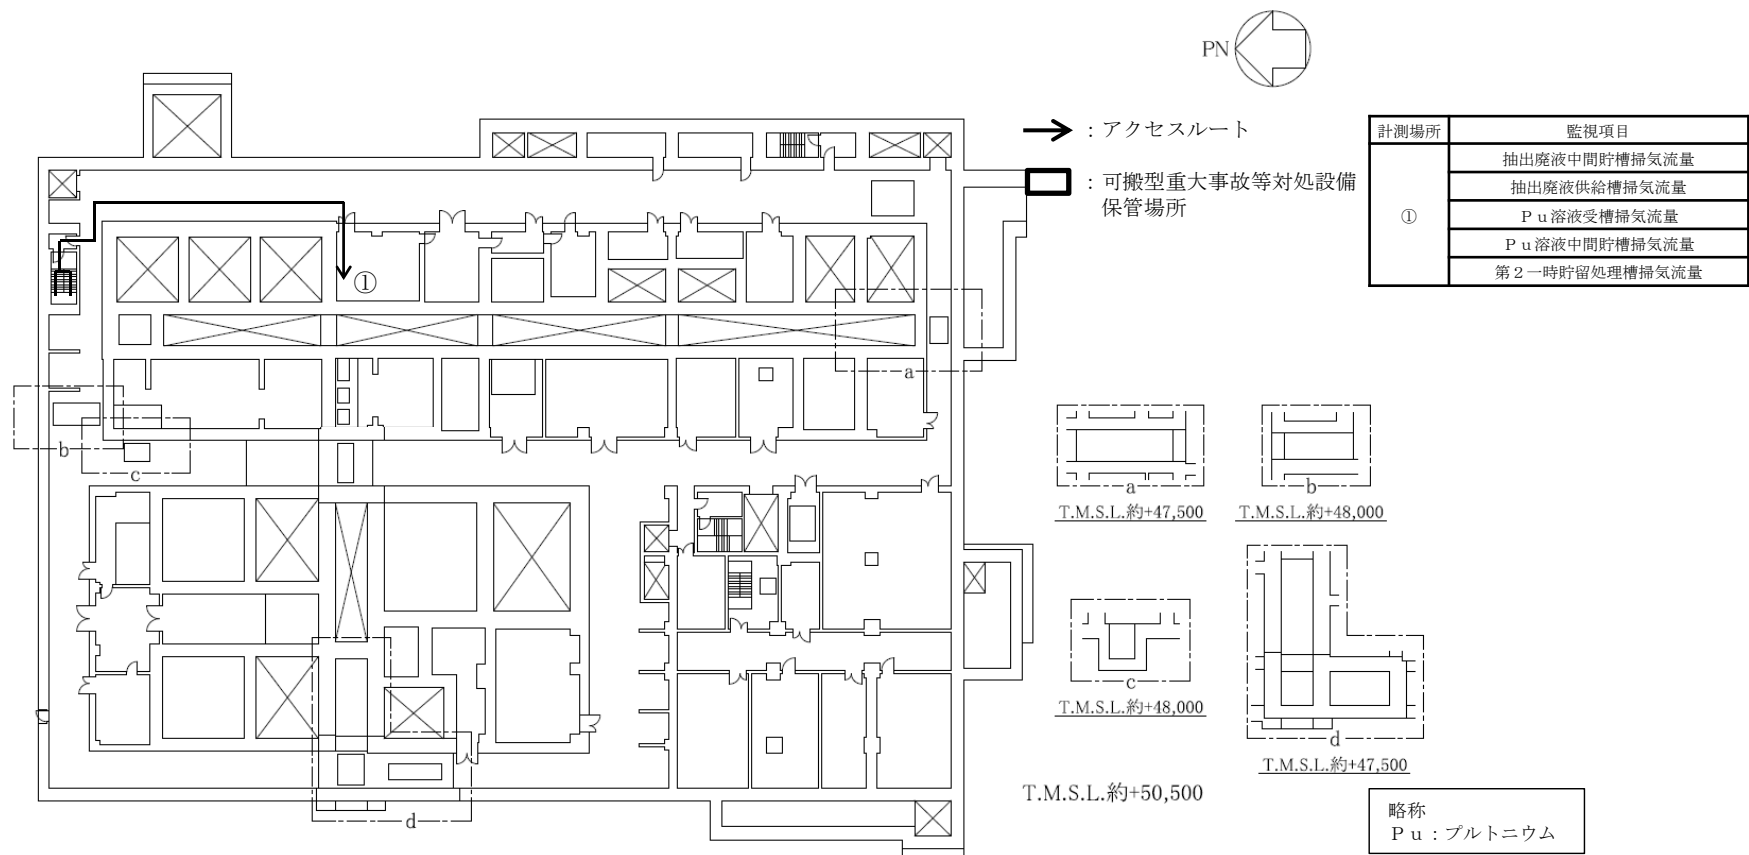 PN
：アクセスルート
：可搬型重大事故等対処設備
保管場所
計測場所 監視項目
① 抽出廃液中間貯槽掃気流量
抽出廃液供給槽掃気流量
Ｐｕ溶液受槽掃気流量
Ｐｕ溶液中間貯槽掃気流量
第２一時貯留処理槽掃気流量
①
a
b
c
d
a
T.M.S.L.約+47,500
b
T.M.S.L.約+48,000
c
T.M.S.L.約+48,000
d
T.M.S.L.約+47,500
T.M.S.L.約+50,500
略称
Ｐｕ：プルトニウム